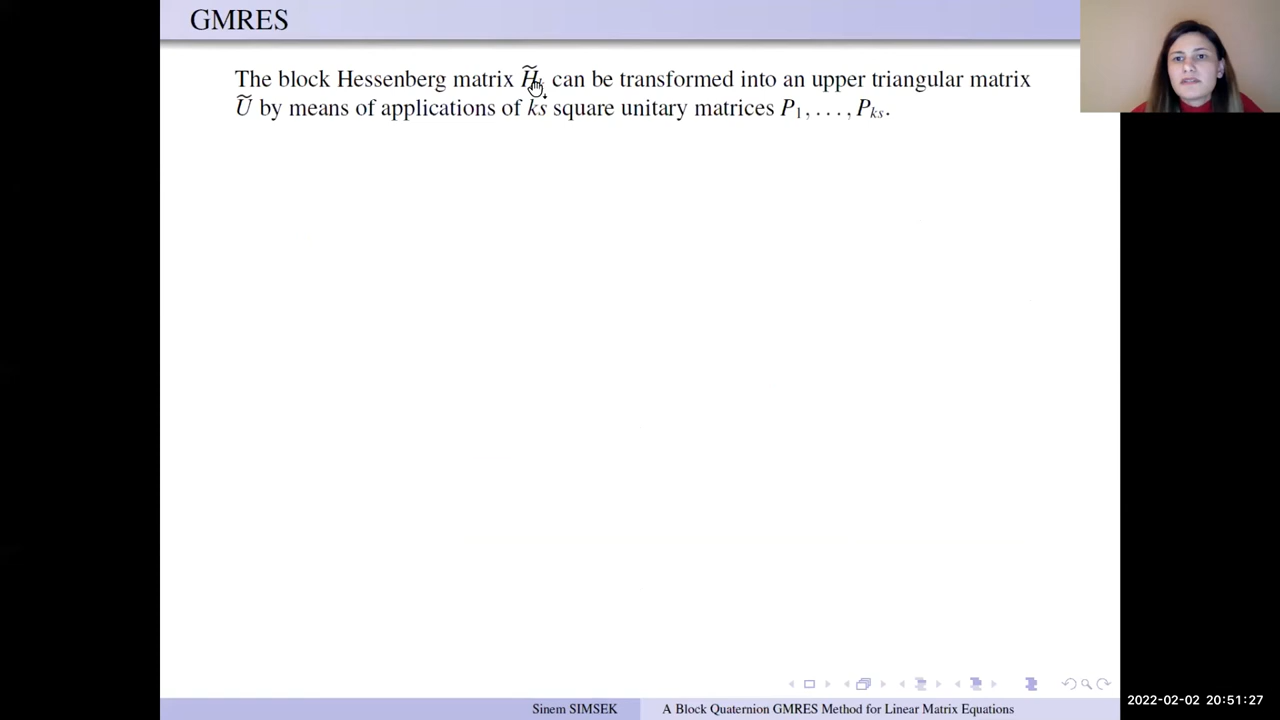 GMRES
The block Hessenberg matrix H̃ₖ can be transformed into an upper triangular matrix
Ũ by means of applications of ks square unitary matrices P₁, . . . , Pₖₛ.
Sinem SIMSEK
A Block Quaternion GMRES Method for Linear Matrix Equations
2022-02-02 20:51:27